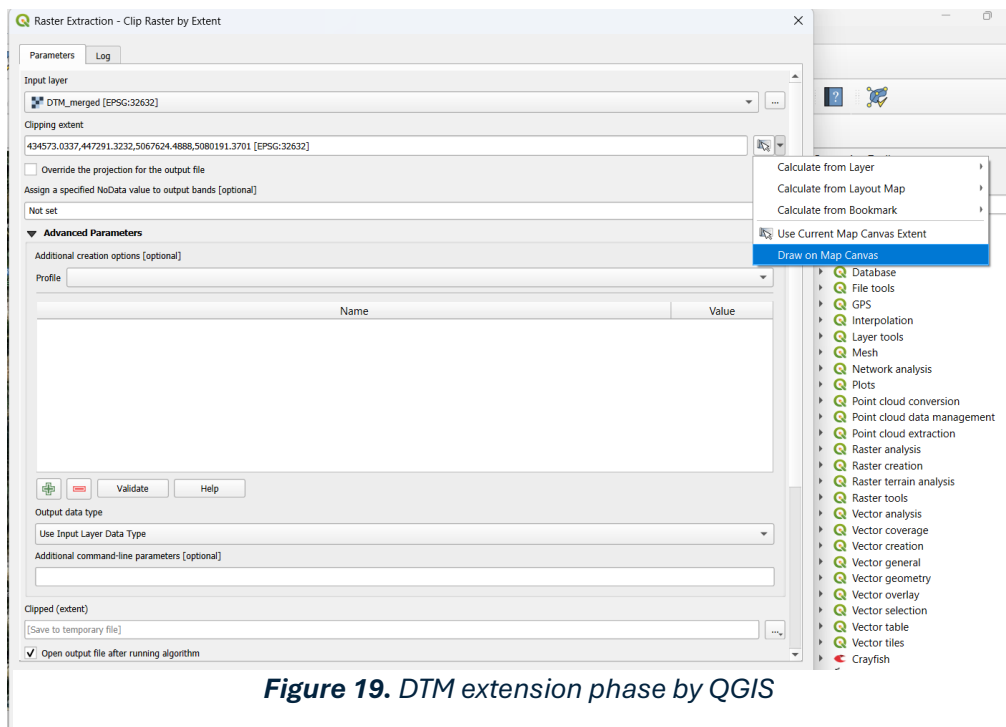 Raster Extraction - Clip Raster by Extent
Parameters
Log
Input layer
DTM_merged [EPSG:32632]
...
Clipping extent
434573.0337,447291.3232,5067624.4888,5080191.3701 [EPSG:32632]
Override the projection for the output file
Assign a specified NoData value to output bands [optional]
Not set
Advanced Parameters
Additional creation options [optional]
Profile
Name Value
Validate
Help
Output data type
Use Input Layer Data Type
Additional command-line parameters [optional]
Clipped (extent)
[Save to temporary file]
...
Open output file after running algorithm
Calculate from Layer
Calculate from Layout Map
Calculate from Bookmark
Use Current Map Canvas Extent
Draw on Map Canvas
Database
File tools
GPS
Interpolation
Layer tools
Mesh
Network analysis
Plots
Point cloud conversion
Point cloud data management
Point cloud extraction
Raster analysis
Raster creation
Raster terrain analysis
Raster tools
Vector analysis
Vector coverage
Vector creation
Vector general
Vector geometry
Vector overlay
Vector selection
Vector table
Vector tiles
Crayfish
Figure 19. DTM extension phase by QGIS